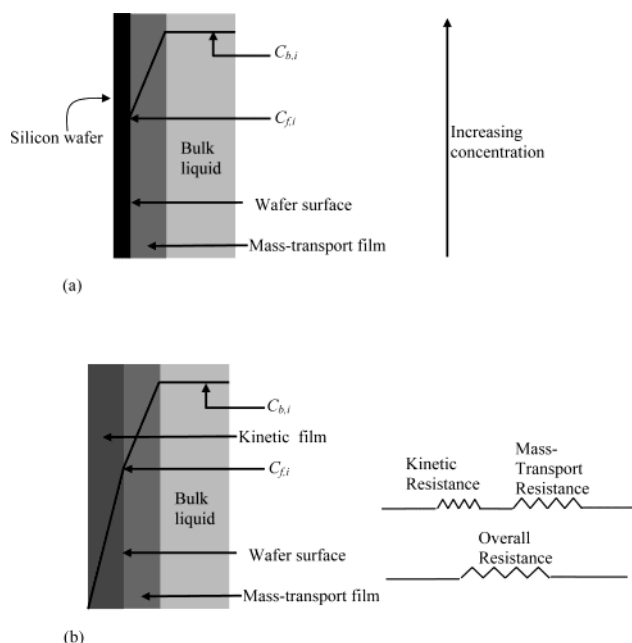 C_{b,i}
C_{f,i}
Silicon wafer
Bulk
liquid
Increasing
concentration
Wafer surface
Mass-transport film
(a)
C_{b,i}
Kinetic film
C_{f,i}
Bulk
liquid
Wafer surface
Mass-transport film
Kinetic
Resistance
Mass-
Transport
Resistance
Overall
Resistance
(b)